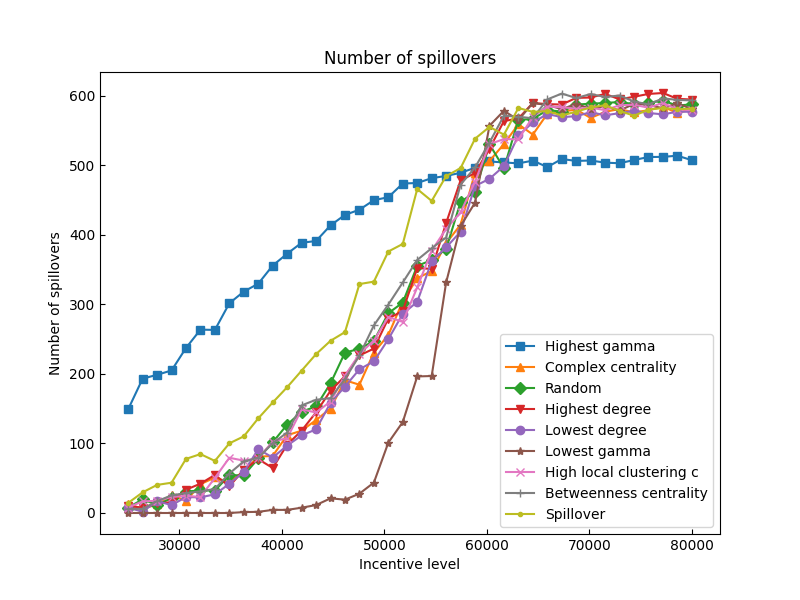 Number of spillovers
Number of spillovers
600
500
400
300
200
100
0
Highest gamma
Complex centrality
Random
Highest degree
Lowest degree
Lowest gamma
High local clustering c
Betweenness centrality
Spillover
30000 40000 50000 60000 70000 80000
Incentive level